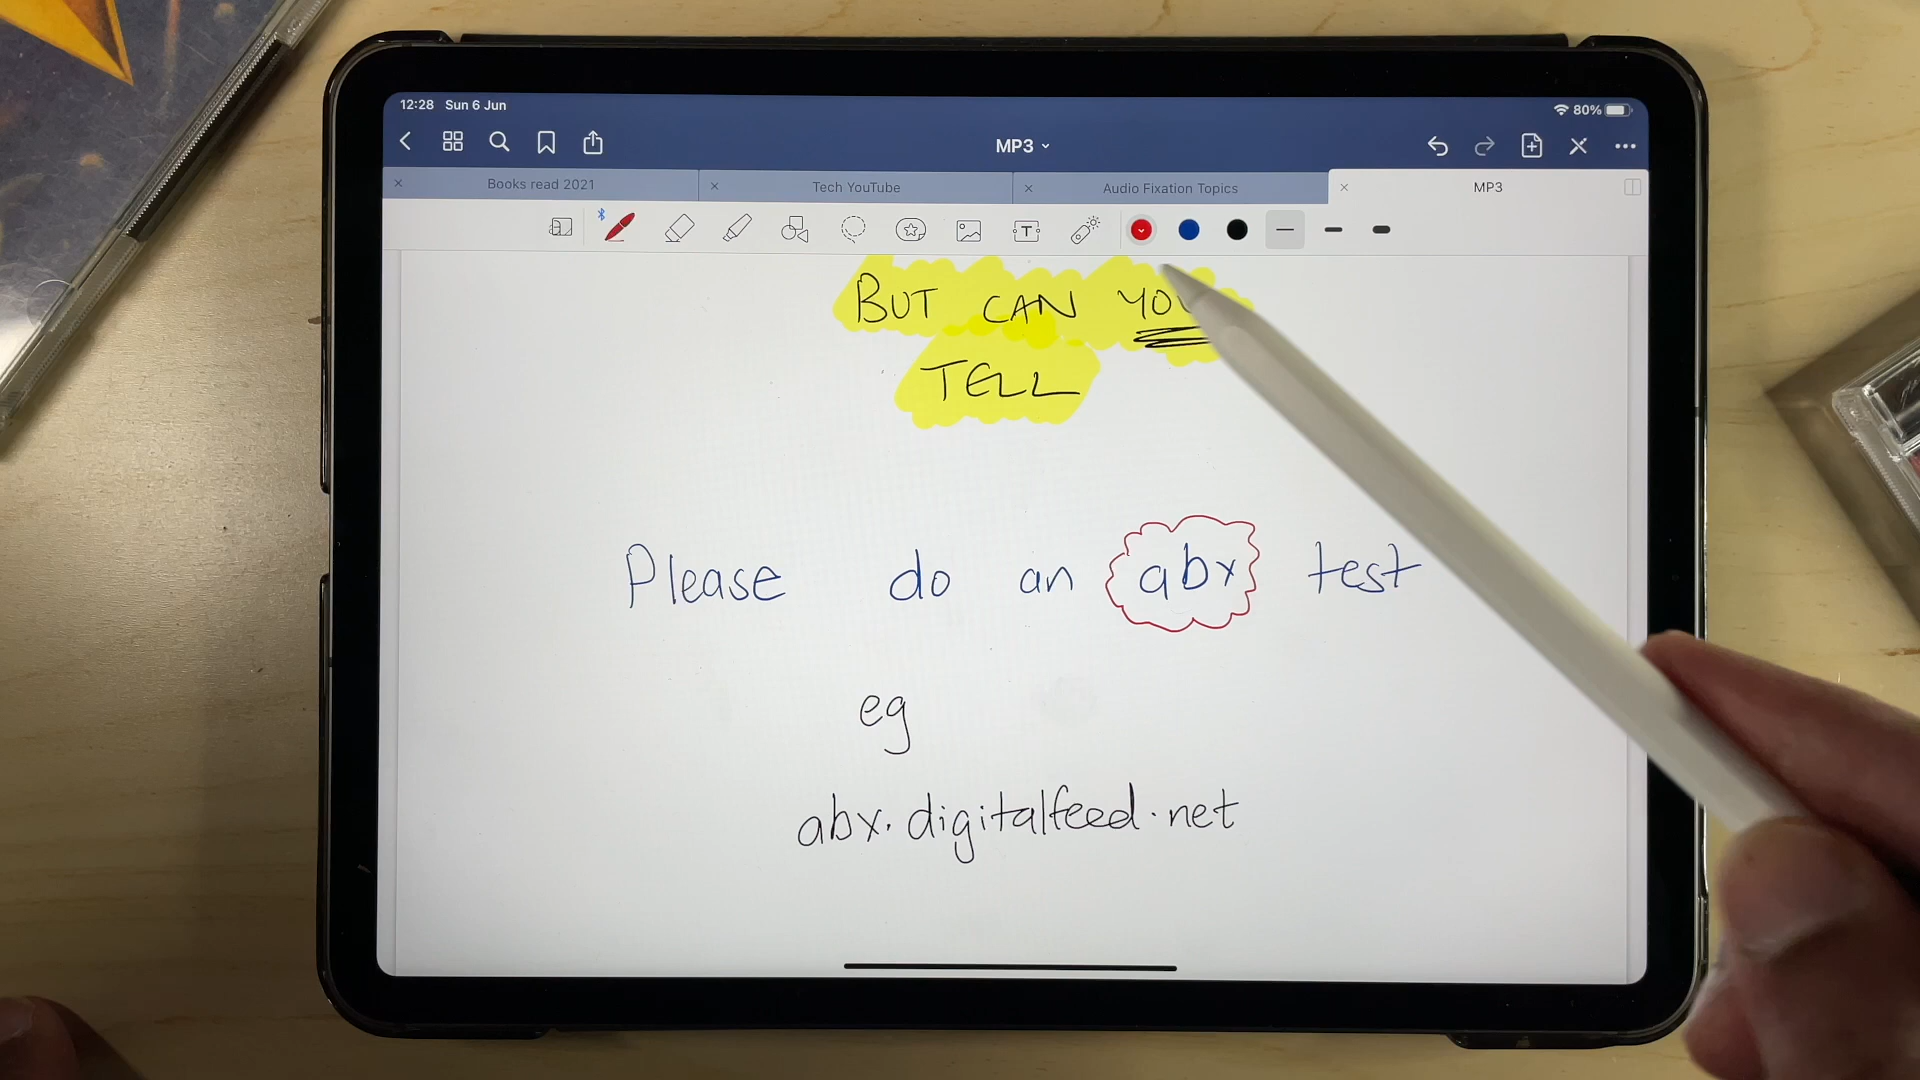 12:28 Sun 6 Jun
80%
MP3
Books read 2021
Tech YouTube
Audio Fixation Topics
MP3
T
BUT CAN YOU
TELL
Please do an abx test
eg
abx.digitalfeed.net